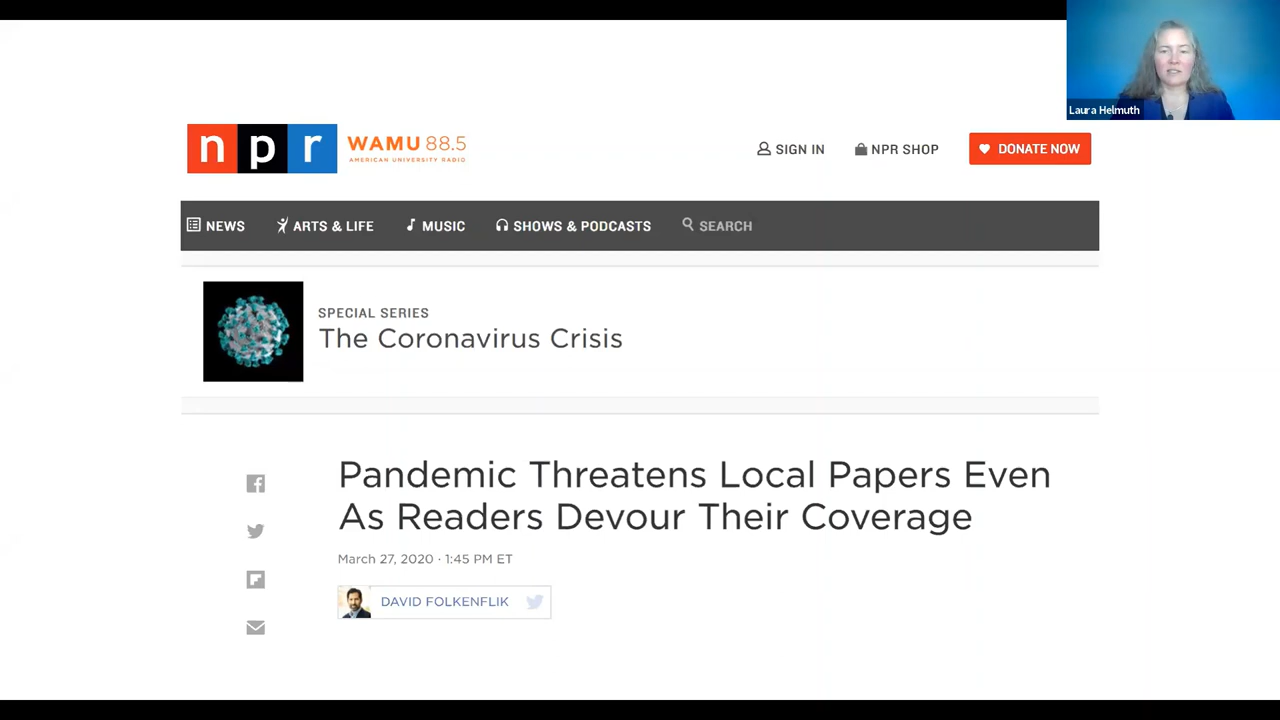 Laura Helmuth
npr WAMU 88.5
AMERICAN UNIVERSITY RADIO
SIGN IN
NPR SHOP
DONATE NOW
NEWS
ARTS & LIFE
MUSIC
SHOWS & PODCASTS
SEARCH
SPECIAL SERIES
The Coronavirus Crisis
Pandemic Threatens Local Papers Even
As Readers Devour Their Coverage
March 27, 2020 · 1:45 PM ET
DAVID FOLKENFLIK